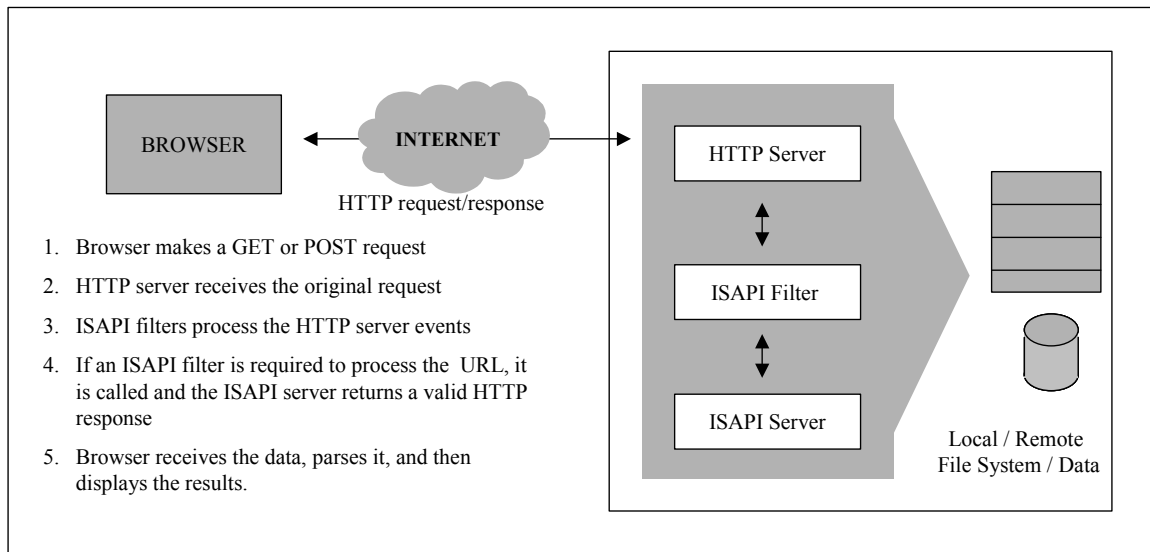 BROWSER
INTERNET
HTTP request/response
HTTP Server
ISAPI Filter
ISAPI Server
Local / Remote
File System / Data
1. Browser makes a GET or POST request
2. HTTP server receives the original request
3. ISAPI filters process the HTTP server events
4. If an ISAPI filter is required to process the URL, it
is called and the ISAPI server returns a valid HTTP
response
5. Browser receives the data, parses it, and then
displays the results.